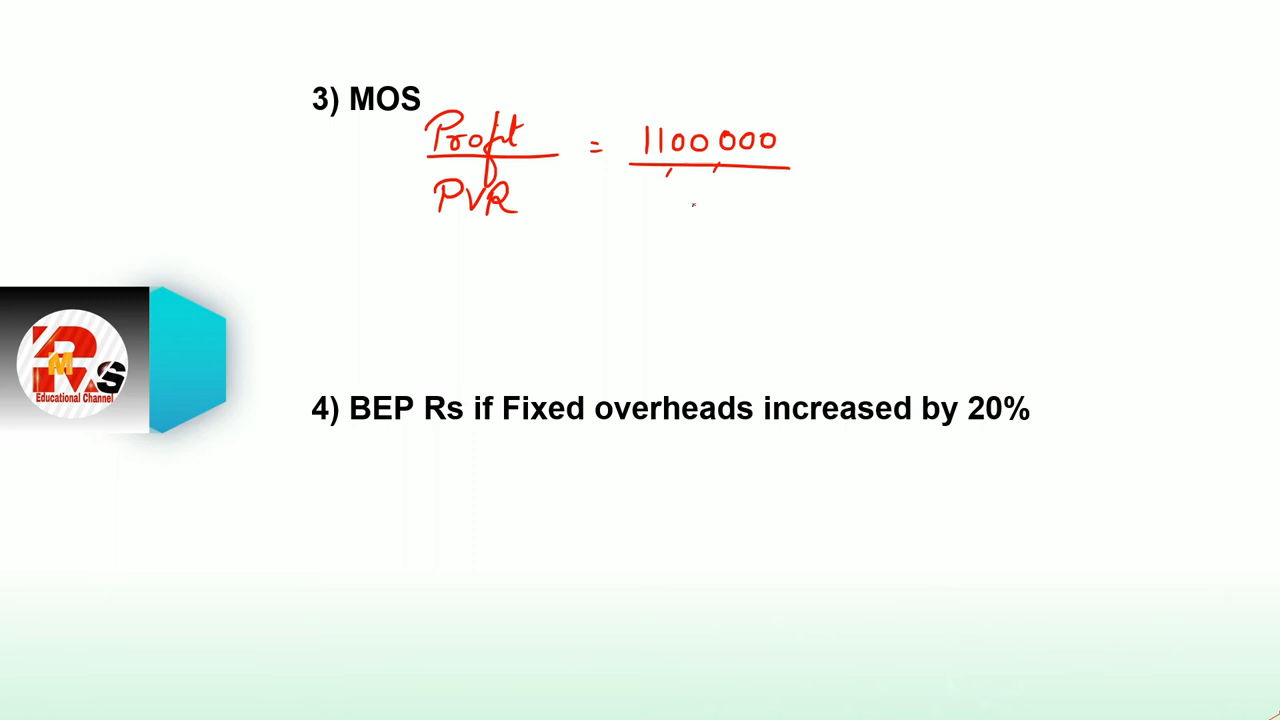 3) MOS
Profit = 1100000
PVR
4) BEP Rs if Fixed overheads increased by 20%
M S
Educational Channel